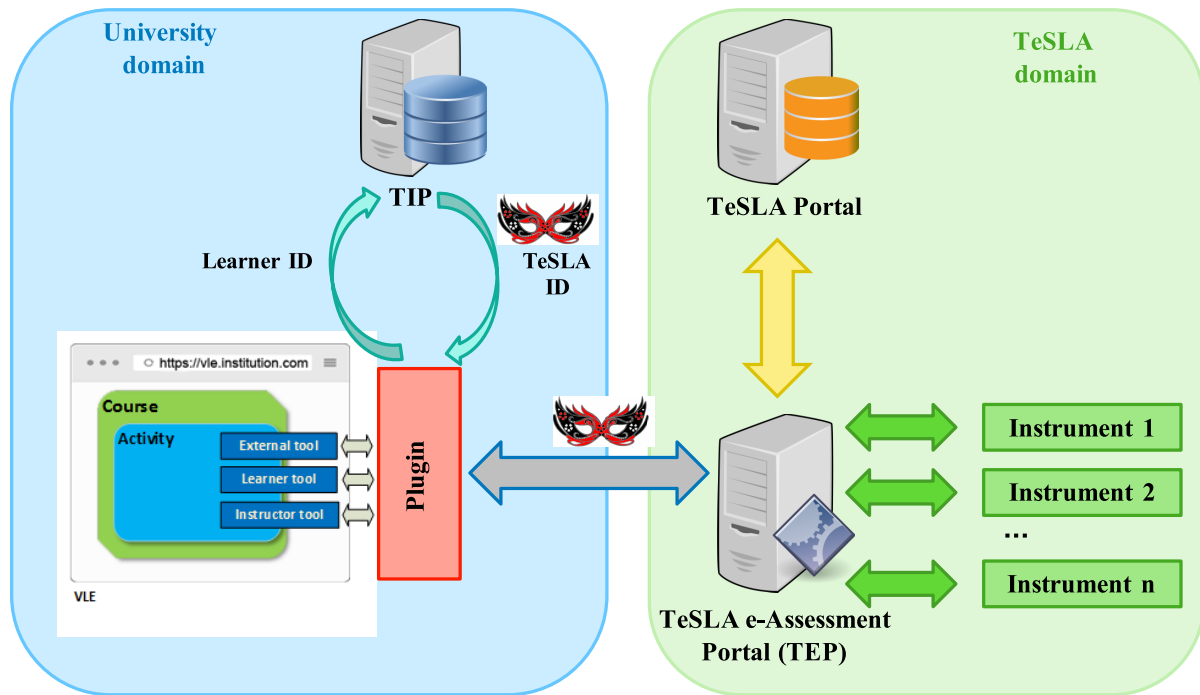 University
domain
TIP
Learner ID
TeSLA
ID
https://vle.institution.com
Course
Activity
External tool
Learner tool
Instructor tool
VLE
Plugin
TeSLA
domain
TeSLA Portal
Instrument 1
Instrument 2
...
Instrument n
TeSLA e-Assessment
Portal (TEP)